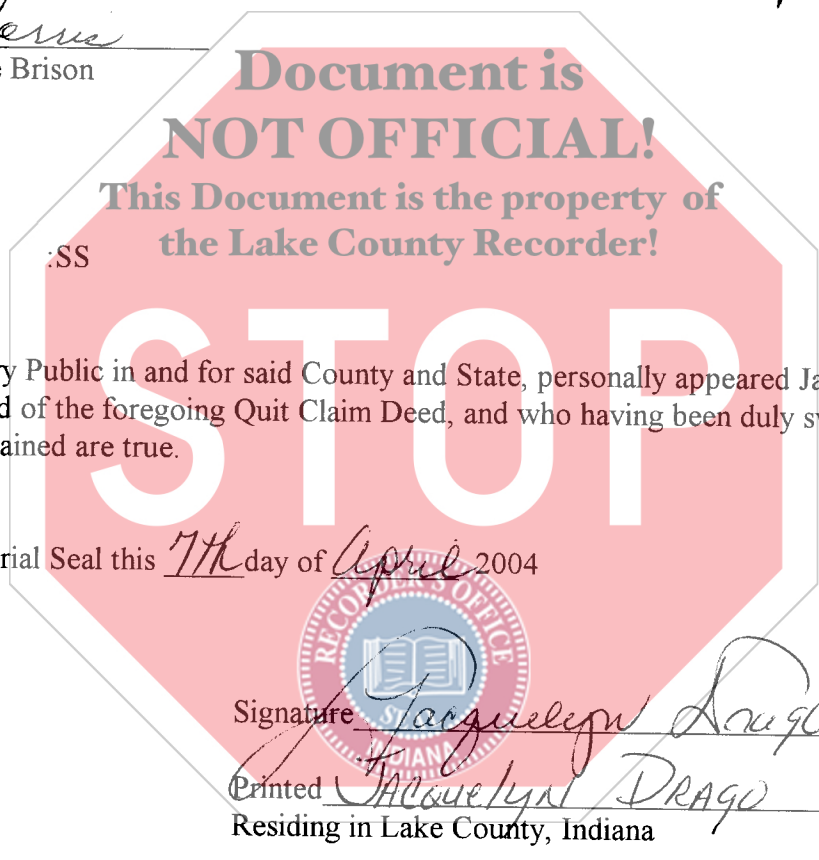 Brison
Document is
NOT OFFICIAL!
This Document is the property of
the Lake County Recorder!
:SS
STOP
y Public in and for said County and State, personally appeared Ja
d of the foregoing Quit Claim Deed, and who having been duly s
ained are true.
rial Seal this 7th day of April 2004
RECORDER'S OFFICE
INDIANA
Signature Jacquelyn Drago
Printed JACQUElyN DRAGO
Residing in Lake County, Indiana